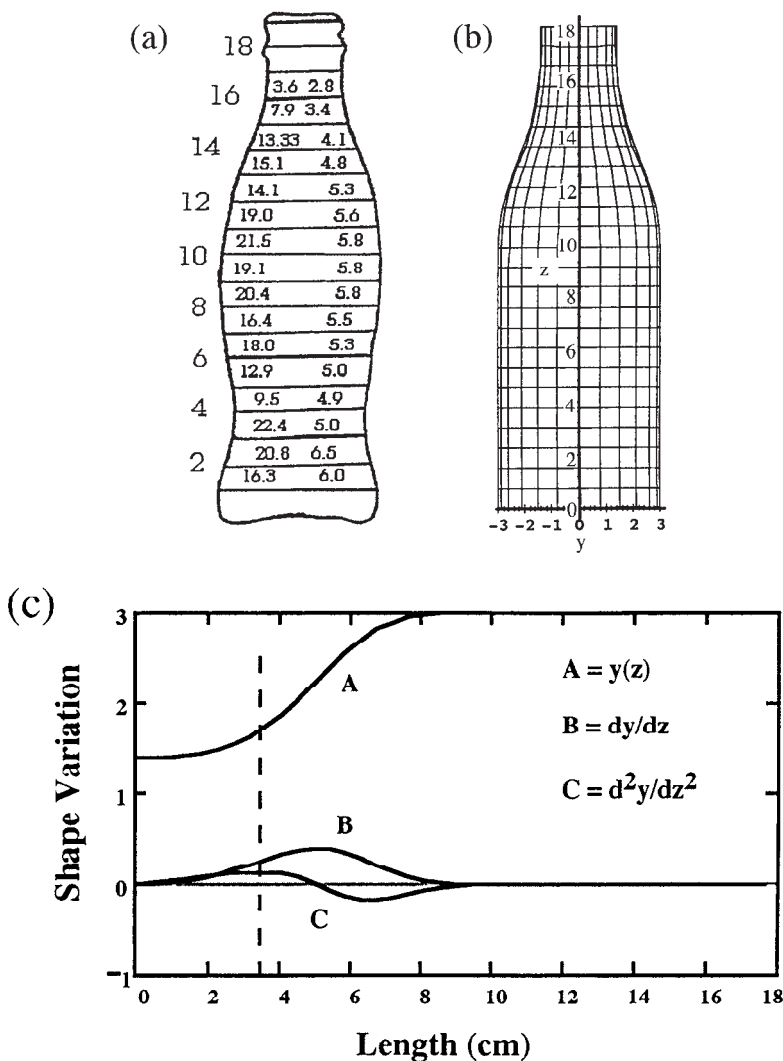 (a)
18
3.6 2.8
16
7.9 3.4
14
13.33 4.1
15.1 4.8
12
14.1 5.3
19.0 5.6
10
21.5 5.8
19.1 5.8
8
20.4 5.8
16.4 5.5
6
18.0 5.3
12.9 5.0
4
9.5 4.9
22.4 5.0
2
20.8 6.5
16.3 6.0
(b)
18
16
14
12
10
z
8
6
4
2
0
-3 -2 -1 0 1 2 3
y
(c)
Shape Variation
3
2
1
0
-1
A
B
C
A = y(z)
B = dy/dz
C = d²y/dz²
0 2 4 6 8 10 12 14 16 18
Length (cm)